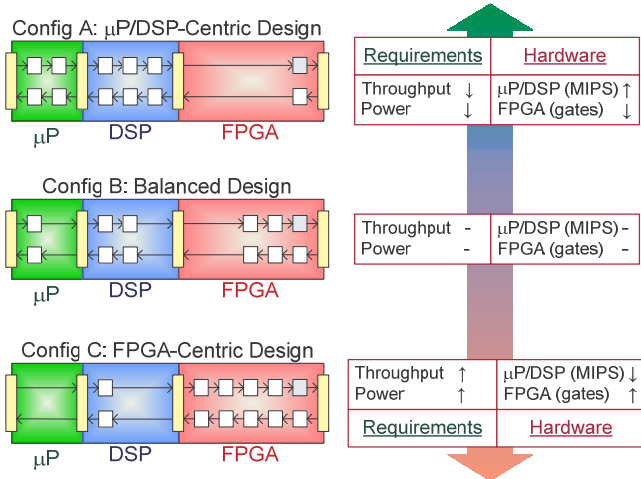 Config A: μP/DSP-Centric Design
μP
DSP
FPGA
Requirements
Hardware
Throughput ↓
Power ↓
μP/DSP (MIPS) ↑
FPGA (gates) ↓
Config B: Balanced Design
μP
DSP
FPGA
Throughput -
Power -
μP/DSP (MIPS) -
FPGA (gates) -
Config C: FPGA-Centric Design
μP
DSP
FPGA
Throughput ↑
Power ↑
μP/DSP (MIPS) ↓
FPGA (gates) ↑
Requirements
Hardware